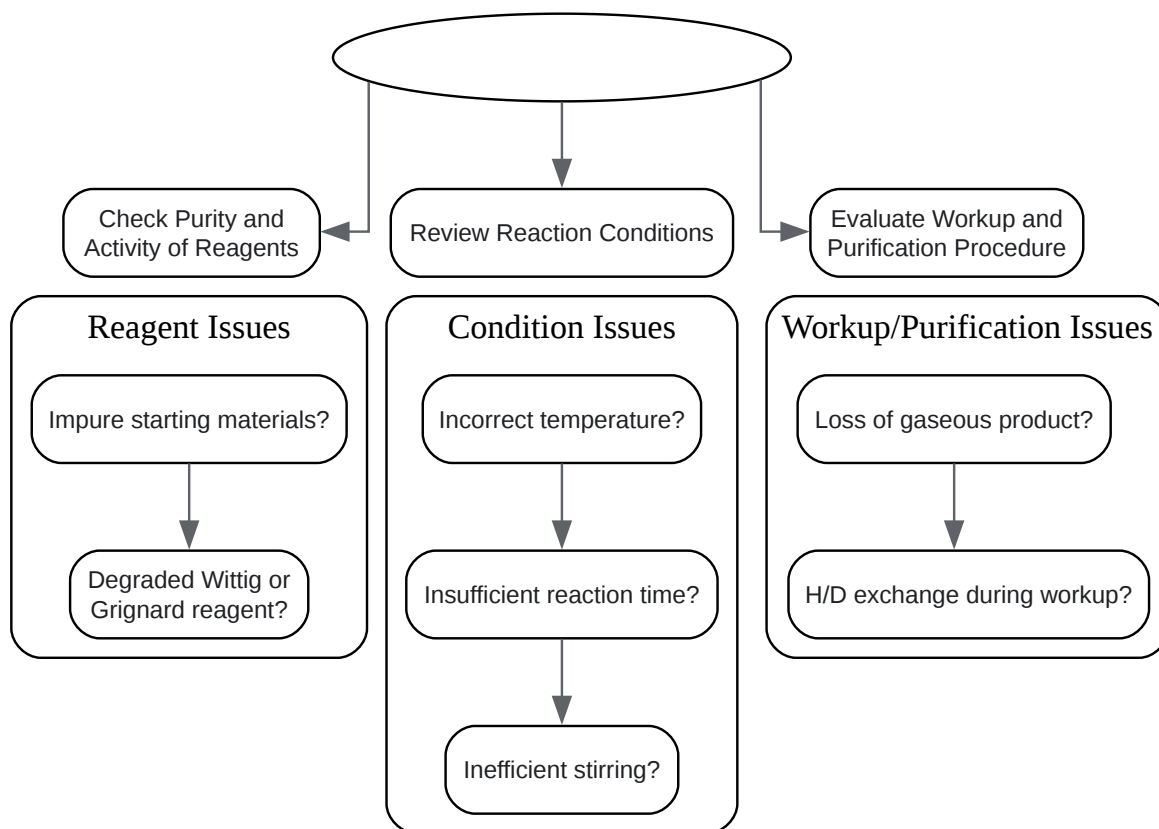 Check Purity and
Activity of Reagents
Review Reaction Conditions
Evaluate Workup and
Purification Procedure
Reagent Issues
Impure starting materials?
Degraded Wittig or
Grignard reagent?
Condition Issues
Incorrect temperature?
Insufficient reaction time?
Inefficient stirring?
Workup/Purification Issues
Loss of gaseous product?
H/D exchange during workup?